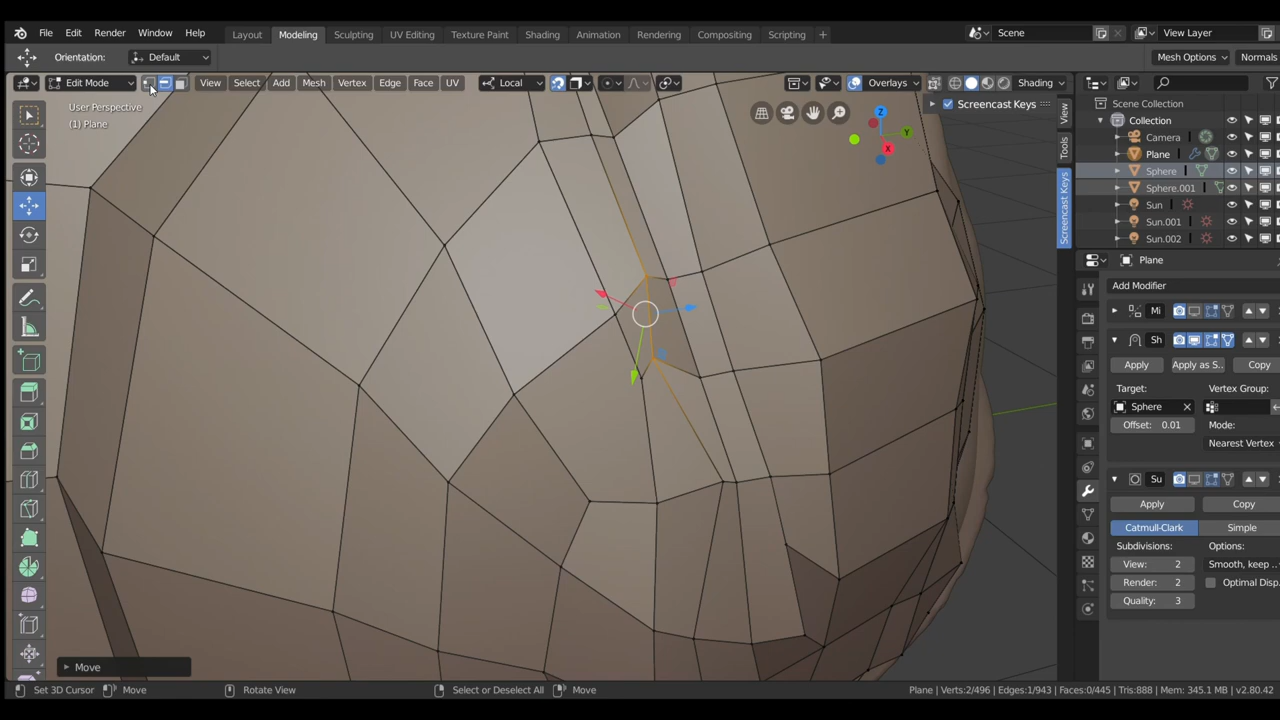 File Edit Render Window Help Layout Modeling Sculpting UV Editing Texture Paint Shading Animation Rendering Compositing Scripting + Scene View Layer
Orientation: Default Mesh Options Normals
Edit Mode View Select Add Mesh Vertex Edge Face UV Local Overlays Shading
User Perspective
(1) Plane
Screencast Keys
Z
Y
X
View
Tools
Screencast Keys
Scene Collection
Collection
Camera
Plane
Sphere
Sphere.001
Sun
Sun.001
Sun.002
Plane
Add Modifier
Mi
Sh
Apply Apply as S.. Copy
Target: Vertex Group:
Sphere
Offset: 0.01 Mode:
Nearest Vertex
Su
Apply Copy
Catmull-Clark Simple
Subdivisions: Options:
View: 2 Smooth, keep ..
Render: 2 Optimal Disp.
Quality: 3
Move
Set 3D Cursor Move Rotate View Select or Deselect All Move Plane | Verts:2/496 | Edges:1/943 | Faces:0/445 | Tris:888 | Mem: 345.1 MB | v2.80.42